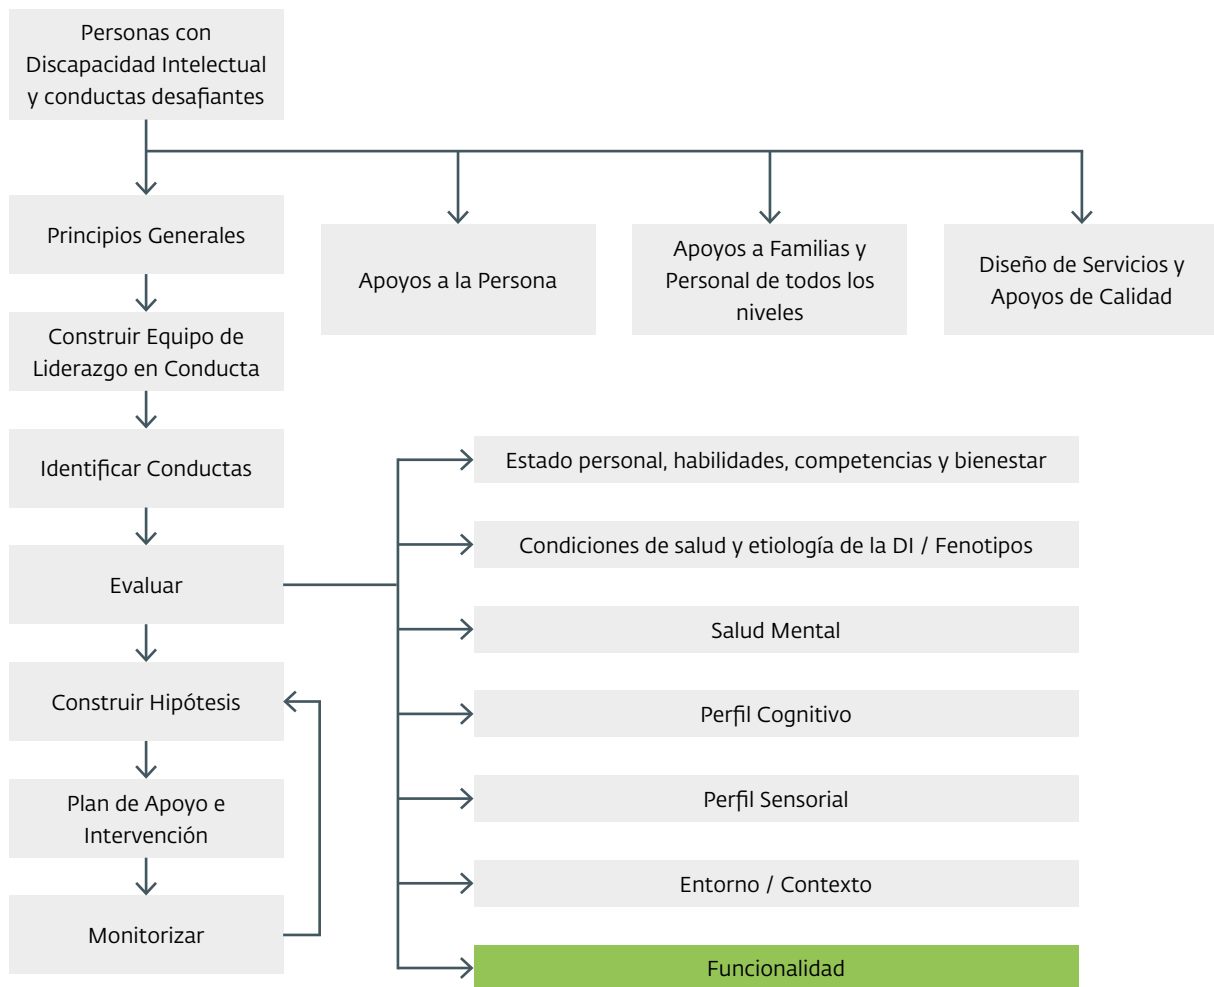 Personas con
Discapacidad Intelectual
y conductas desafiantes
Principios Generales
Apoyos a la Persona
Apoyos a Familias y
Personal de todos los
niveles
Diseño de Servicios y
Apoyos de Calidad
Construir Equipo de
Liderazgo en Conducta
Identificar Conductas
Evaluar
Construir Hipótesis
Plan de Apoyo e
Intervención
Monitorizar
Estado personal, habilidades, competencias y bienestar
Condiciones de salud y etiología de la DI / Fenotipos
Salud Mental
Perfil Cognitivo
Perfil Sensorial
Entorno / Contexto
Funcionalidad